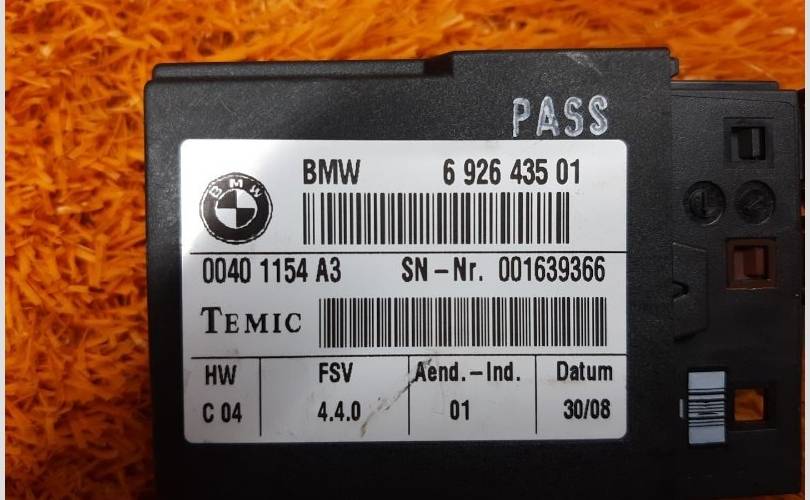 PASS
BMW 6 926 435 01
BMW
0040 1154 A3 SN-Nr. 001639366
TEMIC
HW FSV Aend.-Ind. Datum
C 04 4.4.0 01 30/08